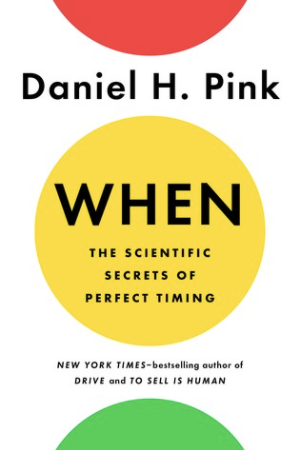 Daniel H. Pink
WHEN
THE SCIENTIFIC
SECRETS OF
PERFECT TIMING
NEW YORK TIMES–bestselling author of
DRIVE and TO SELL IS HUMAN